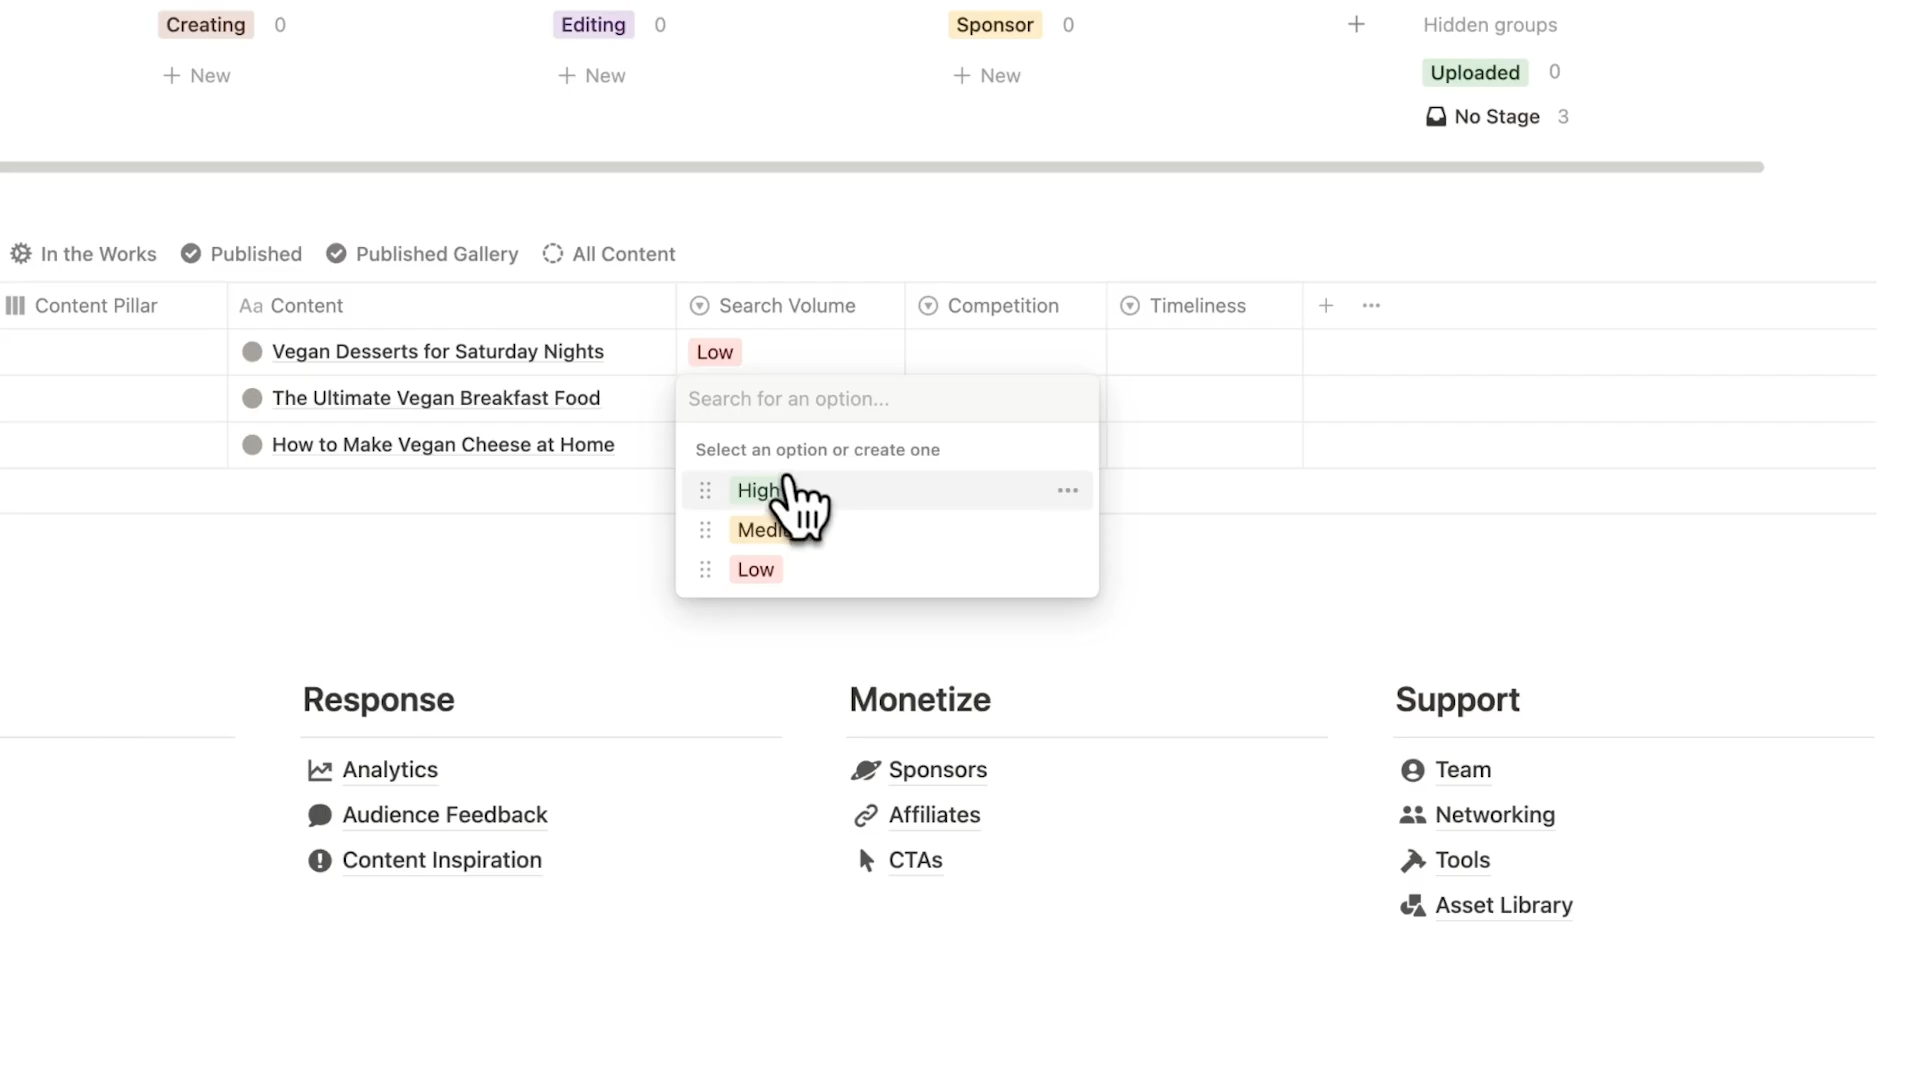 Creating 0 Editing 0 Sponsor 0 Hidden groups
New New New
Uploaded 0
No Stage 3
In the Works Published Published Gallery All Content
Content Pillar Aa Content Search Volume Competition Timeliness
Vegan Desserts for Saturday Nights Low
The Ultimate Vegan Breakfast Food
Search for an option...
How to Make Vegan Cheese at Home
Select an option or create one
High
Low
Response
Analytics
Audience Feedback
Content Inspiration
Monetize
Sponsors
Affiliates
CTAs
Support
Team
Networking
Tools
Asset Library